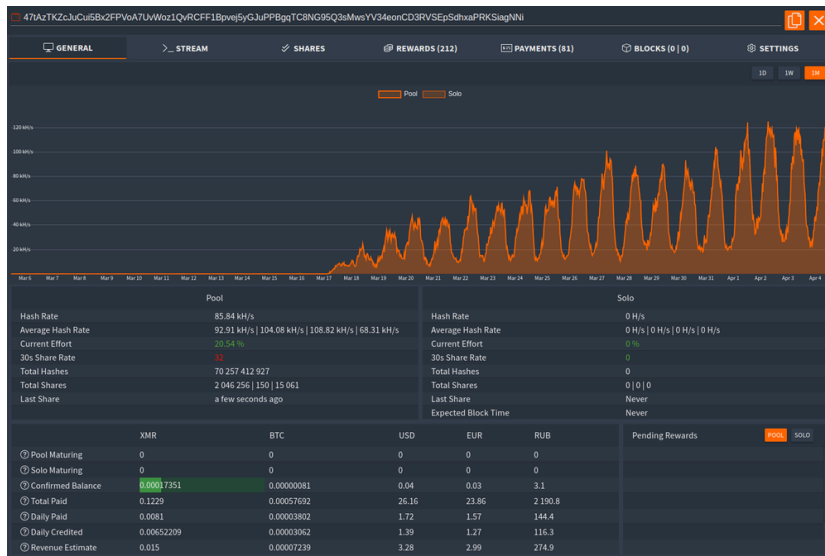 47tAzTKZcJuCui5Bx2FPVoA7UvWoz1QvRCFF1Bpvej5yGJuPPBgqTC8NG95Q3sMwsYV34eonCD3RVSEpSdhxaPRKSiagNNi
GENERAL STREAM SHARES REWARDS (212) PAYMENTS (81) BLOCKS (0 | 0) SETTINGS
1D 1W 1M
Pool Solo
120 kH/s
100 kH/s
80 kH/s
60 kH/s
40 kH/s
20 kH/s
Mar 6 Mar 7 Mar 8 Mar 9 Mar 10 Mar 11 Mar 12 Mar 13 Mar 14 Mar 15 Mar 16 Mar 17 Mar 18 Mar 19 Mar 20 Mar 21 Mar 22 Mar 23 Mar 24 Mar 25 Mar 26 Mar 27 Mar 28 Mar 29 Mar 30 Mar 31 Apr 1 Apr 2 Apr 3 Apr 4
Pool
Hash Rate 85.84 kH/s
Average Hash Rate 92.91 kH/s | 104.08 kH/s | 108.82 kH/s | 68.31 kH/s
Current Effort 20.54 %
30s Share Rate 32
Total Hashes 70 257 412 927
Total Shares 2 046 256 | 150 | 15 061
Last Share a few seconds ago
Solo
Hash Rate 0 H/s
Average Hash Rate 0 H/s | 0 H/s | 0 H/s | 0 H/s
Current Effort 0 %
30s Share Rate 0
Total Hashes 0
Total Shares 0 | 0 | 0
Last Share Never
Expected Block Time Never
XMR BTC USD EUR RUB
Pool Maturing 0 0 0 0 0
Solo Maturing 0 0 0 0 0
Confirmed Balance 0.00017351 0.00000081 0.04 0.03 3.1
Total Paid 0.1229 0.00057692 26.16 23.86 2 190.8
Daily Paid 0.0081 0.00003802 1.72 1.57 144.4
Daily Credited 0.00652209 0.00003062 1.39 1.27 116.3
Revenue Estimate 0.015 0.00007239 3.28 2.99 274.9
Pending Rewards POOL SOLO